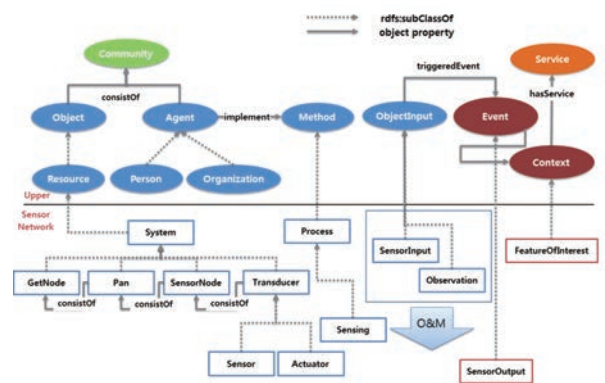 rdfs:subClassOf
object property
Community
Service
consistOf
triggeredEvent
hasService
Object
Agent
implement
Method
ObjectInput
Event
Context
Resource
Person
Organization
Upper
Sensor
Network
System
Process
SensorInput
Observation
FeatureOfInterest
GetNode
Pan
SensorNode
Transducer
consistOf
consistOf
consistOf
Sensing
O&M
Sensor
Actuator
SensorOutput